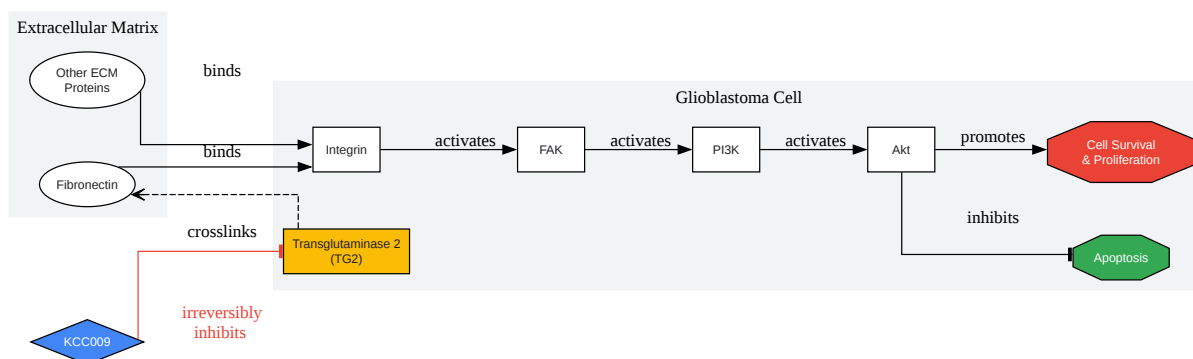 Extracellular Matrix
Other ECM
Proteins
binds
Glioblastoma Cell
binds
Integrin
activates
FAK
activates
PI3K
activates
Akt
promotes
Cell Survival
& Proliferation
Fibronectin
crosslinks
Transglutaminase 2
(TG2)
inhibits
Apoptosis
irreversibly
inhibits
KCC009